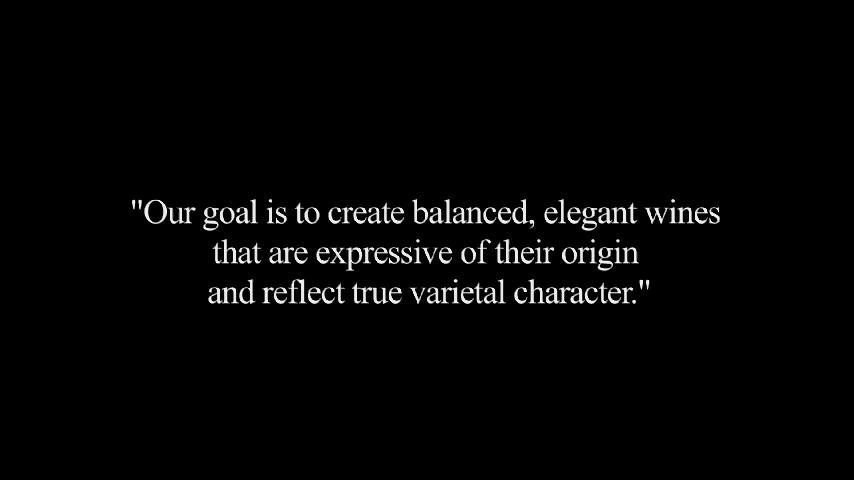 "Our goal is to create balanced, elegant wines
that are expressive of their origin
and reflect true varietal character."